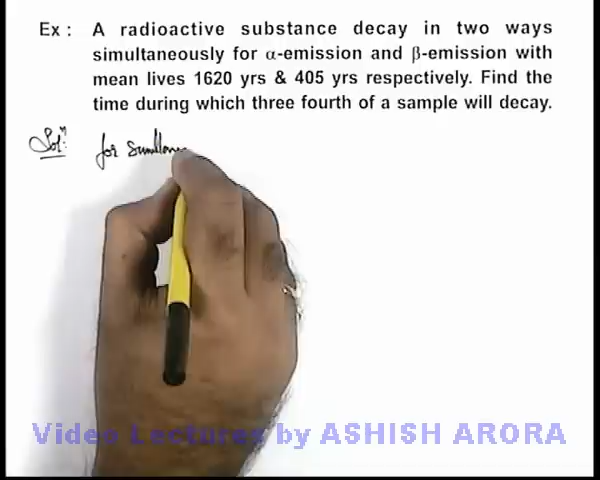 Ex : A radioactive substance decay in two ways
simultaneously for α-emission and β-emission with
mean lives 1620 yrs & 405 yrs respectively. Find the
time during which three fourth of a sample will decay.
Solⁿ: for
Video Lectures by ASHISH ARORA